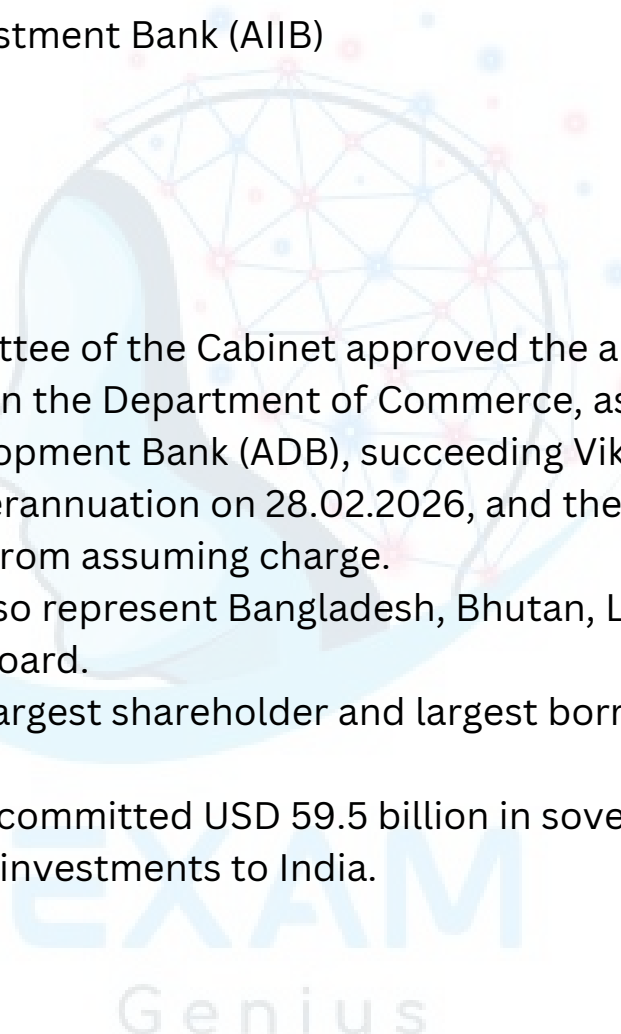 stment Bank (AIIB)
ttee of the Cabinet approved the a
n the Department of Commerce, as
opment Bank (ADB), succeeding Vik
erannuation on 28.02.2026, and the
rom assuming charge.
so represent Bangladesh, Bhutan, L
oard.
argest shareholder and largest borr
committed USD 59.5 billion in sove
investments to India.
EXAM
Genius